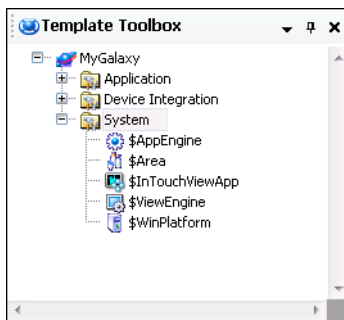 Template Toolbox
MyGalaxy
Application
Device Integration
System
$AppEngine
$Area
$InTouchViewApp
$ViewEngine
$WinPlatform